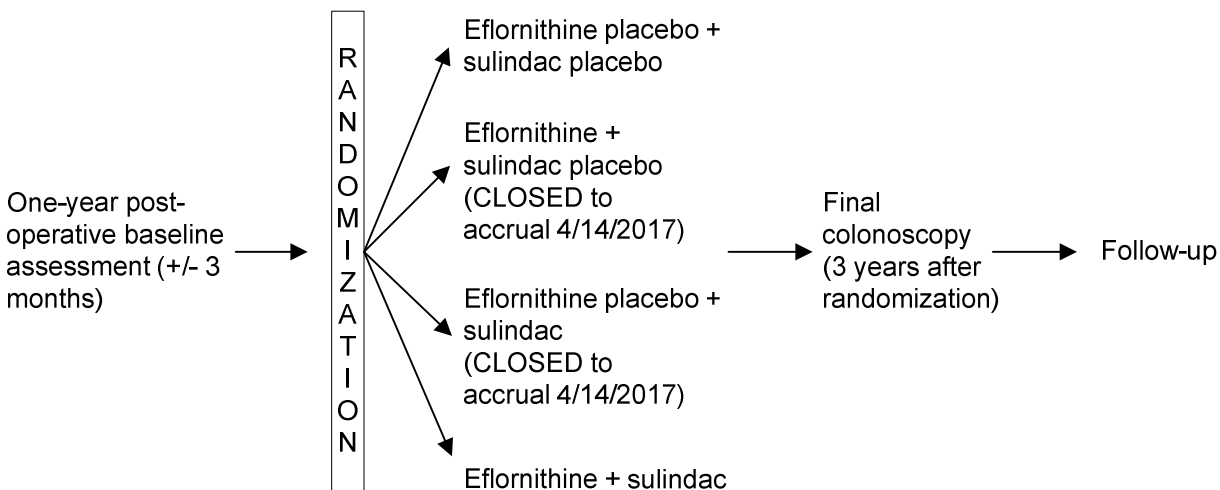 One-year post-
operative baseline
assessment (+/- 3
months)
R
A
N
D
O
M
I
Z
A
T
I
O
N
Eflornithine placebo +
sulindac placebo
Eflornithine +
sulindac placebo
(CLOSED to
accrual 4/14/2017)
Eflornithine placebo +
sulindac
(CLOSED to
accrual 4/14/2017)
Eflornithine + sulindac
Final
colonoscopy
(3 years after
randomization)
Follow-up